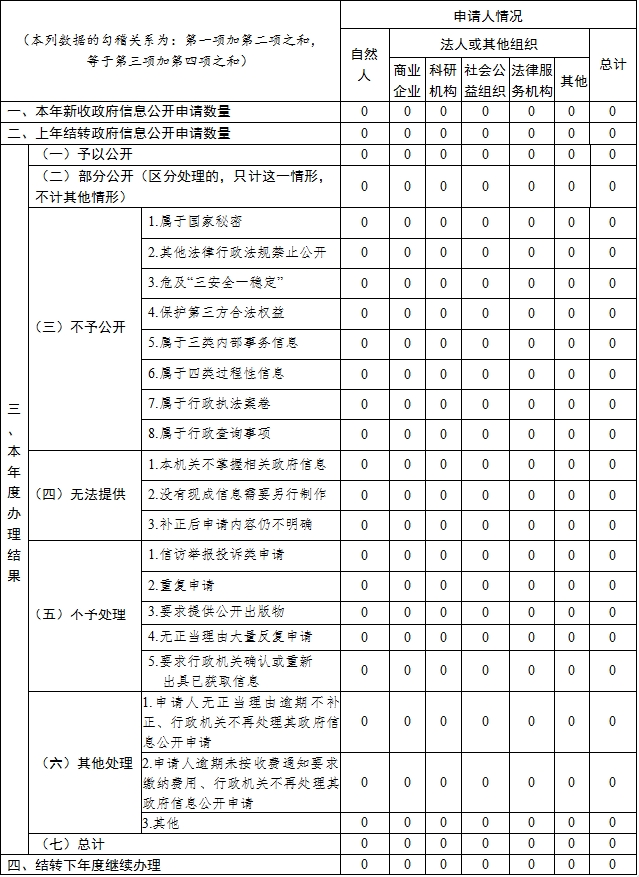 （本列数据的勾稽关系为：第一项加第二项之和，
等于第三项加第四项之和）
申请人情况
自然人
法人或其他组织
总计
商业企业
科研机构
社会公益组织
法律服务机构
其他
一、本年新收政府信息公开申请数量 0 0 0 0 0 0 0
二、上年结转政府信息公开申请数量 0 0 0 0 0 0 0
三、本年度办理结果
（一）予以公开 0 0 0 0 0 0 0
（二）部分公开（区分处理的，只计这一情形，
不计其他情形） 0 0 0 0 0 0 0
（三）不予公开
1.属于国家秘密 0 0 0 0 0 0 0
2.其他法律行政法规禁止公开 0 0 0 0 0 0 0
3.危及“三安全一稳定” 0 0 0 0 0 0 0
4.保护第三方合法权益 0 0 0 0 0 0 0
5.属于三类内部事务信息 0 0 0 0 0 0 0
6.属于四类过程性信息 0 0 0 0 0 0 0
7.属于行政执法案卷 0 0 0 0 0 0 0
8.属于行政查询事项 0 0 0 0 0 0 0
（四）无法提供
1.本机关不掌握相关政府信息 0 0 0 0 0 0 0
2.没有现成信息需要另行制作 0 0 0 0 0 0 0
3.补正后申请内容仍不明确 0 0 0 0 0 0 0
（五）不予处理
1.信访举报投诉类申请 0 0 0 0 0 0 0
2.重复申请 0 0 0 0 0 0 0
3.要求提供公开出版物 0 0 0 0 0 0 0
4.无正当理由大量反复申请 0 0 0 0 0 0 0
5.要求行政机关确认或重新
出具已获取信息 0 0 0 0 0 0 0
（六）其他处理
1.申请人无正当理由逾期不补
正、行政机关不再处理其政府信
息公开申请 0 0 0 0 0 0 0
2.申请人逾期未按收费通知要求
缴纳费用、行政机关不再处理其
政府信息公开申请 0 0 0 0 0 0 0
3.其他 0 0 0 0 0 0 0
（七）总计 0 0 0 0 0 0 0
四、结转下年度继续办理 0 0 0 0 0 0 0